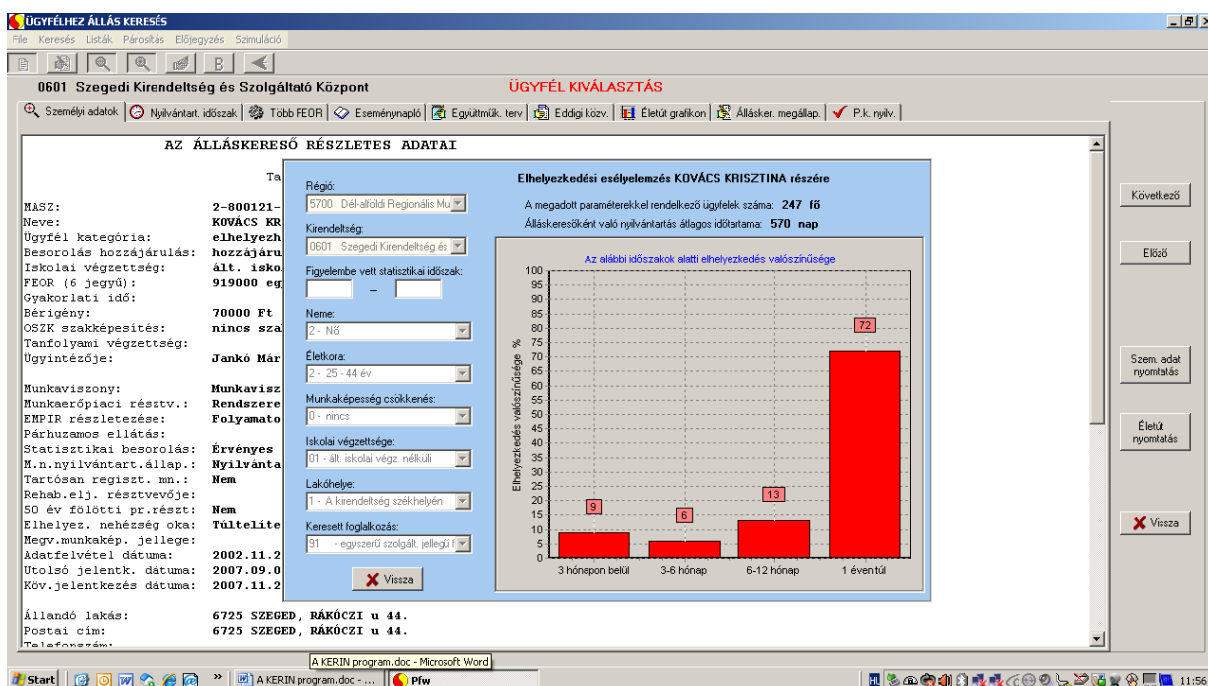 ÜGYFÉLHEZ ÁLLÁS KERESÉS
File Keresés Listák Párosítás Előjegyzés Szimuláció
B
0601 Szegedi Kirendeltség és Szolgáltató Központ
ÜGYFÉL KIVÁLASZTÁS
Személyi adatok
Nyilvántart. időszak
Több FEOR
Eseménynapló
Együttműk. terv
Eddigi közv.
Életút grafikon
Állásker. megállap.
P.k. nyilv.
AZ ÁLLÁSKERESŐ RÉSZLETES ADATAI
Ta
MASZ: 2-800121-
Neve: KOVÁCS KR
Ügyfél kategória: elhelyezh
Besorolás hozzájárulás: hozzájáru
Iskolai végzettség: ált. isko
FEOR (6 jegyű): 919000 eg
Gyakorlati idő:
Bérigény: 70000 Ft
OSZK szakképesítés: nincs sza
Tanfolyami végzettség:
Ügyintézője: Jankó Már
Munkaviszony: Munkavisz
Munkaerőpiaci résztv.: Rendszere
EMPIR részletezése: Folyamato
Párhuzamos ellátás:
Statisztikai besorolás: Érvényes
M.n.nyilvántart.állap.: Nyilvánta
Tartósan regiszt. mn.: Nem
Rehab.elj. résztvevője:
50 év fölötti pr.részt: Nem
Elhelyez. nehézség oka: Túltelite
Megv.munkakép. jellege:
Adatfelvétel dátuma: 2002.11.2
Utolsó jelentk. dátuma: 2007.09.0
Köv.jelentkezés dátuma: 2007.11.2
Állandó lakás: 6725 SZEGED, RÁKÓCZI u 44.
Postai cím: 6725 SZEGED, RÁKÓCZI u 44.
Telefonszám:
Régió:
5700 Dél-alföldi Regionális Mu
Kirendeltség:
0601 Szegedi Kirendeltség és
Figyelembe vett statisztikai időszak:
–
Neme:
2 - Nő
Életkora:
2 - 25 - 44 év
Munkaképesség csökkenés:
0 - nincs
Iskolai végzettsége:
01 - ált. iskolai végz. nélküli
Lakóhelye:
1 - A kirendeltség székhelyén
Keresett foglalkozás:
91 - egyszerű szolgált. jellegű f
Vissza
Elhelyezkedési esélyelemzés KOVÁCS KRISZTINA részére
A megadott paraméterekkel rendelkező ügyfelek száma: 247 fő
Álláskeresőként való nyilvántartás átlagos időtartama: 570 nap
Az alábbi időszakok alatti elhelyezkedés valószínűsége
Elhelyezkedés valószínűsége %
100
95
90
85
80
75
70
65
60
55
50
45
40
35
30
25
20
15
10
5
0
9
6
13
72
3 hónapon belül
3-6 hónap
6-12 hónap
1 éven túl
Következő
Előző
Szem. adat
nyomtatás
Életút
nyomtatás
Vissza
A KERIN program.doc - Microsoft Word
Start
»
A KERIN program.doc - ...
Pfw
HU
11:56